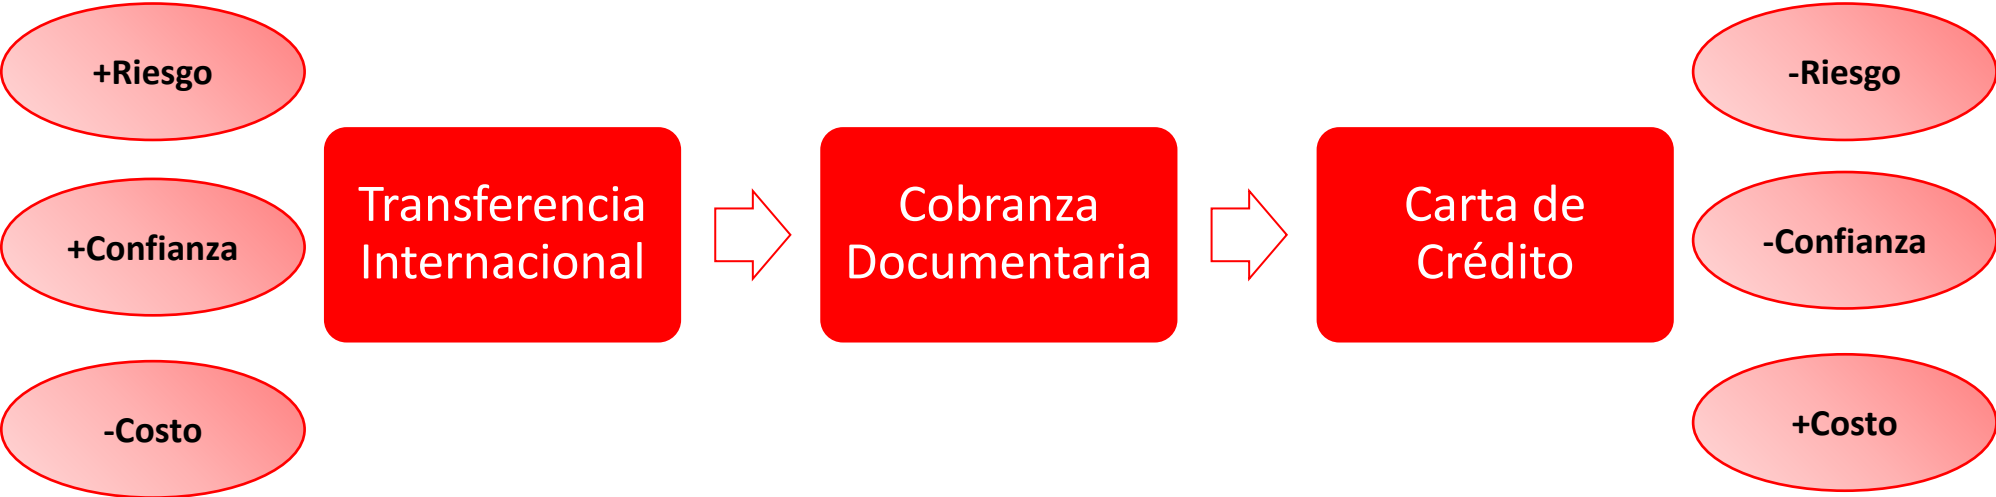 +Riesgo
+Confianza
-Costo
Transferencia
Internacional
Cobranza
Documentaria
Carta de
Crédito
-Riesgo
-Confianza
+Costo